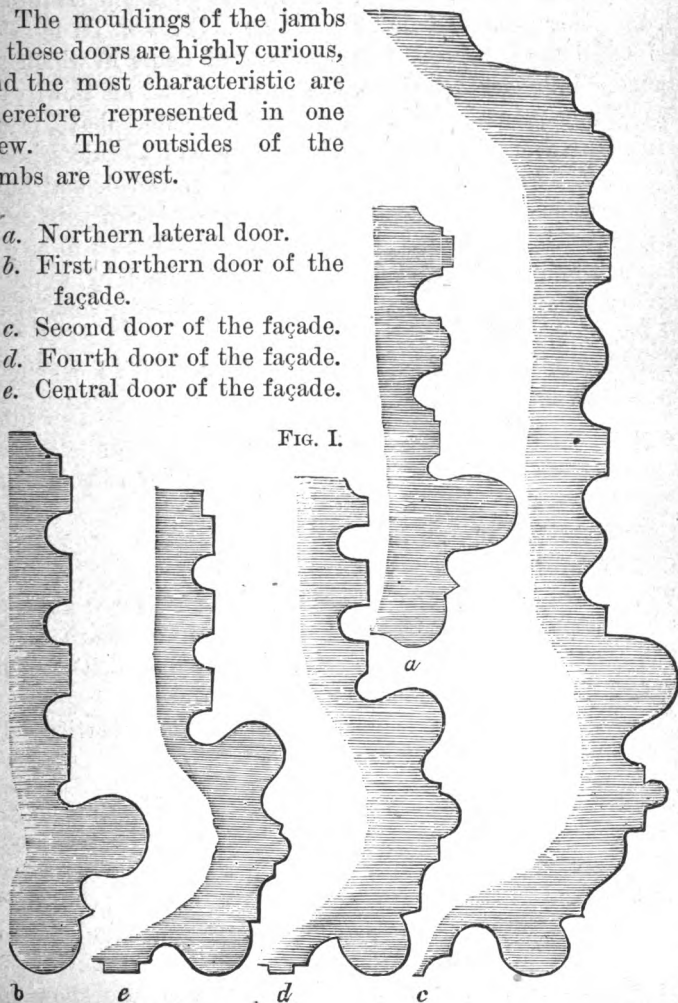 The mouldings of the jambs
these doors are highly curious,
nd the most characteristic are
erefore represented in one
ew. The outsides of the
mbs are lowest.
a. Northern lateral door.
b. First northern door of the
façade.
c. Second door of the façade.
d. Fourth door of the façade.
e. Central door of the façade.
FIG. I.
a
b e d c